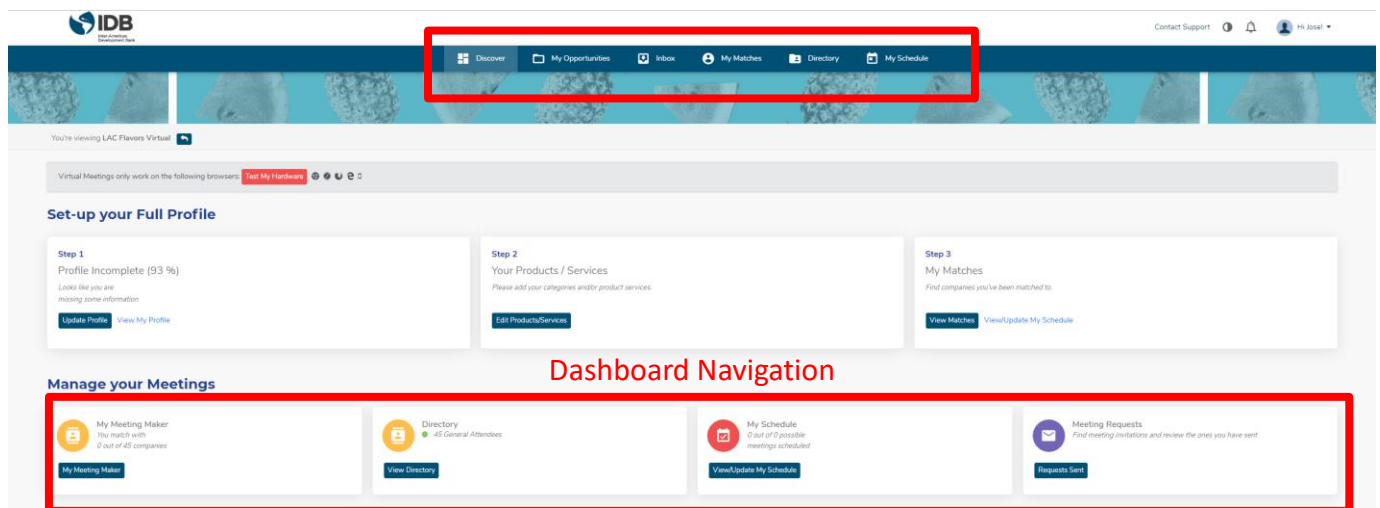 IDB
Inter-American
Development Bank
Contact Support
Hi Jose!
Discover
My Opportunities
Inbox
My Matches
Directory
My Schedule
You're viewing LAC Flavors Virtual
Virtual Meetings only work on the following browsers: Test My Hardware
Set-up your Full Profile
Step 1
Profile Incomplete (93 %)
Looks like you are
missing some information
Update Profile View My Profile
Step 2
Your Products / Services
Please add your categories and/or product services.
Edit Products/Services
Step 3
My Matches
Find companies you've been matched to.
View Matches View/Update My Schedule
Dashboard Navigation
Manage your Meetings
My Meeting Maker
You match with
0 out of 45 companies
My Meeting Maker
Directory
45 General Attendees
View Directory
My Schedule
0 out of 0 possible
meetings scheduled
View/Update My Schedule
Meeting Requests
Find meeting invitations and review the ones you have sent
Requests Sent